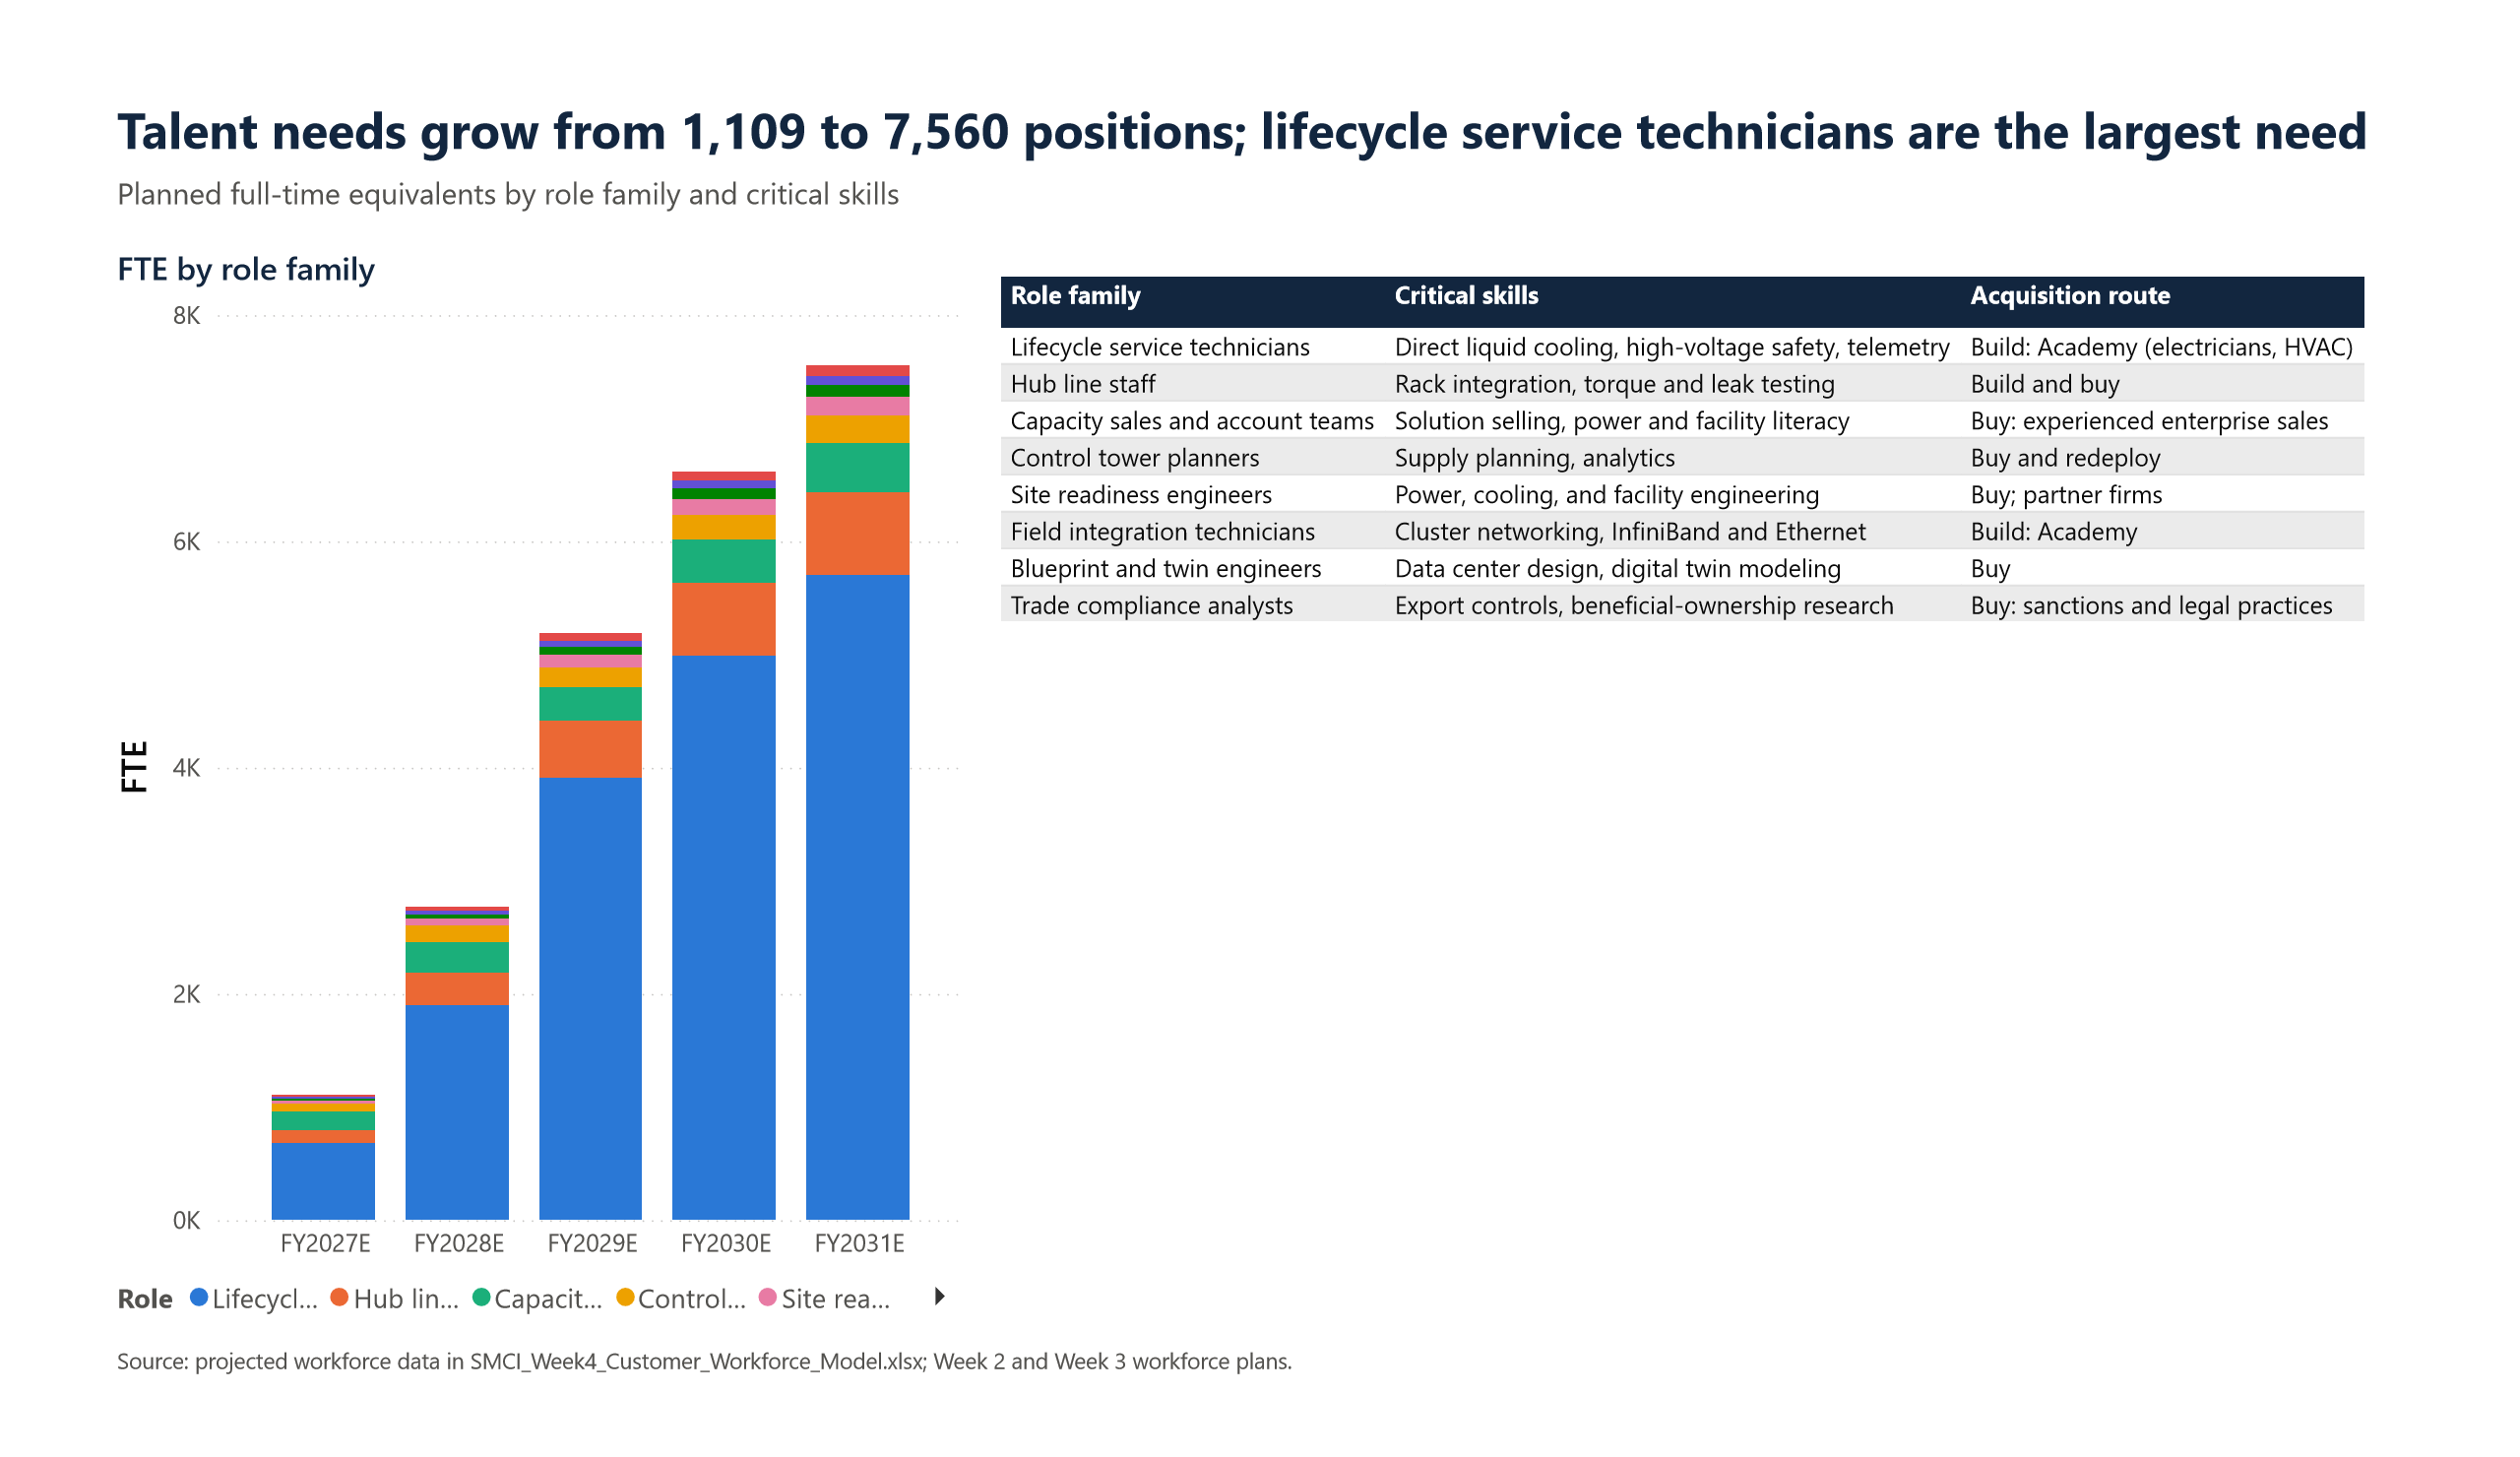 Talent needs grow from 1,109 to 7,560 positions; lifecycle service technicians are the largest need
Planned full-time equivalents by role family and critical skills
FTE by role family
8K
6K
4K
2K
0K
FTE
FY2027E FY2028E FY2029E FY2030E FY2031E
Role Lifecycl... Hub lin... Capacit... Control... Site rea...
Role family Critical skills Acquisition route
Lifecycle service technicians Direct liquid cooling, high-voltage safety, telemetry Build: Academy (electricians, HVAC)
Hub line staff Rack integration, torque and leak testing Build and buy
Capacity sales and account teams Solution selling, power and facility literacy Buy: experienced enterprise sales
Control tower planners Supply planning, analytics Buy and redeploy
Site readiness engineers Power, cooling, and facility engineering Buy; partner firms
Field integration technicians Cluster networking, InfiniBand and Ethernet Build: Academy
Blueprint and twin engineers Data center design, digital twin modeling Buy
Trade compliance analysts Export controls, beneficial-ownership research Buy: sanctions and legal practices
Source: projected workforce data in SMCI_Week4_Customer_Workforce_Model.xlsx; Week 2 and Week 3 workforce plans.